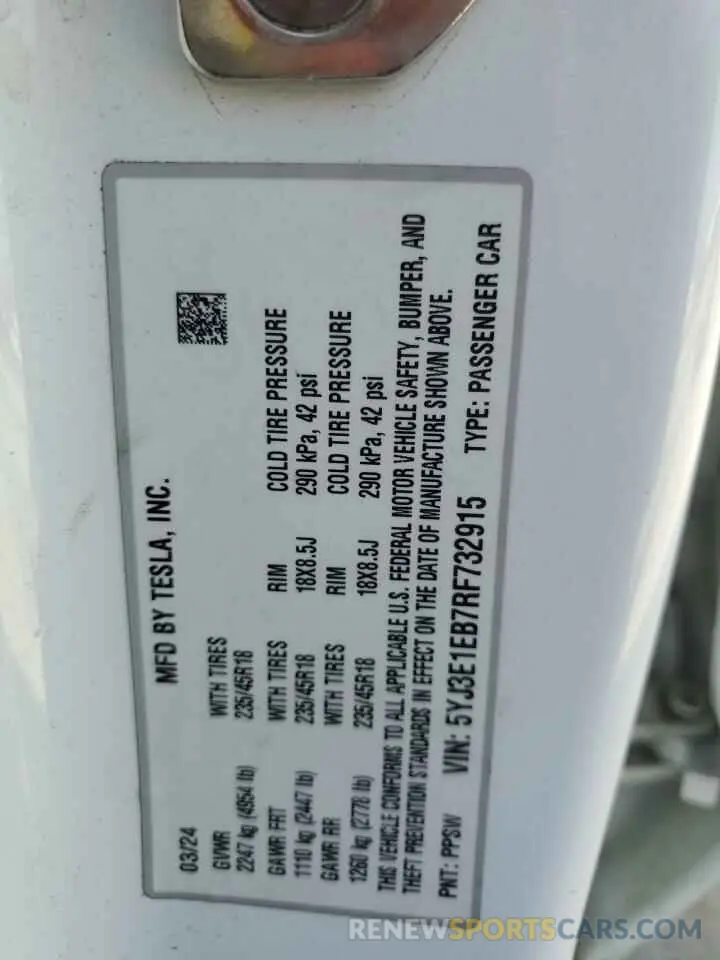 MFD BY TESLA, INC.
03/24
GVWR WITH TIRES
2247 kg (4954 lb) 235/45R18
GAWR FRT WITH TIRES RIM COLD TIRE PRESSURE
1110 kg (2447 lb) 235/45R18 18X8.5J 290 kPa, 42 psi
GAWR RR WITH TIRES RIM COLD TIRE PRESSURE
1260 kg (2778 lb) 235/45R18 18X8.5J 290 kPa, 42 psi
THIS VEHICLE CONFORMS TO ALL APPLICABLE U.S. FEDERAL MOTOR VEHICLE SAFETY, BUMPER, AND
THEFT PREVENTION STANDARDS IN EFFECT ON THE DATE OF MANUFACTURE SHOWN ABOVE.
PNT: PPSW VIN: 5YJ3E1EB7RF732915 TYPE: PASSENGER CAR
RENEWSPORTSCARS.COM